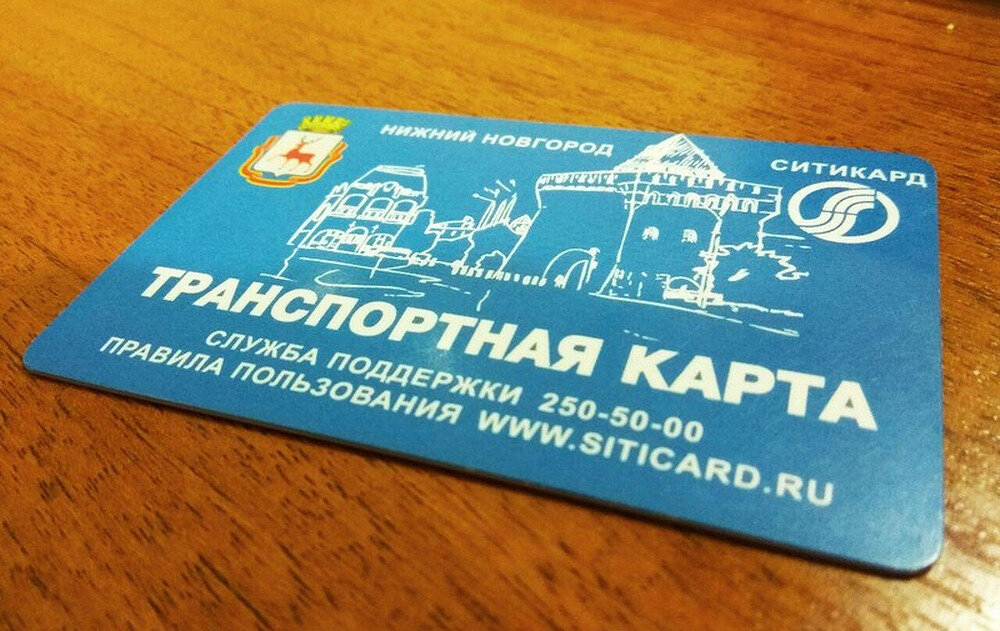 НИЖНИЙ НОВГОРОД
СИТИКАРД
ТРАНСПОРТНАЯ КАРТА
СЛУЖБА ПОДДЕРЖКИ 250-50-00
ПРАВИЛА ПОЛЬЗОВАНИЯ WWW.SITICARD.RU